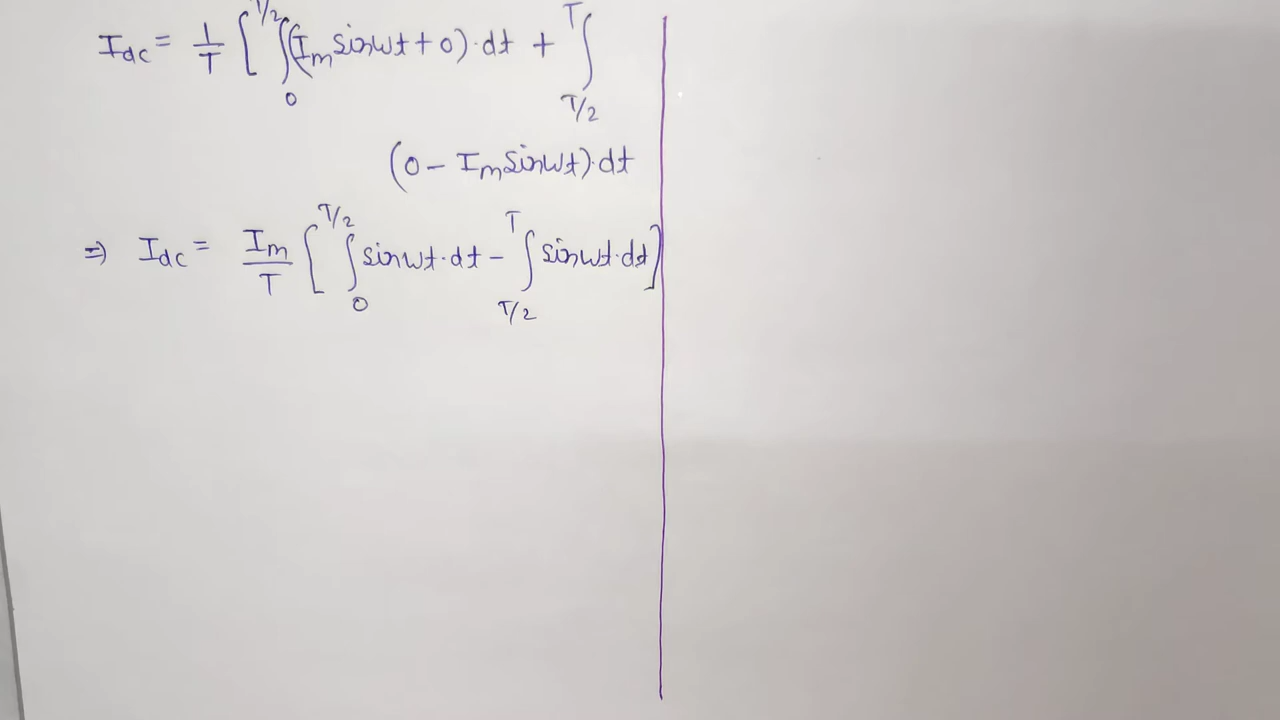 Idc = 1/T [ ∫₀^(T/2) (Im sinωt + 0)·dt + ∫_(T/2)^T
(0 − Im sinωt)·dt
⇒ Idc = Im/T [ ∫₀^(T/2) sinωt·dt − ∫_(T/2)^T sinωt·dt ]